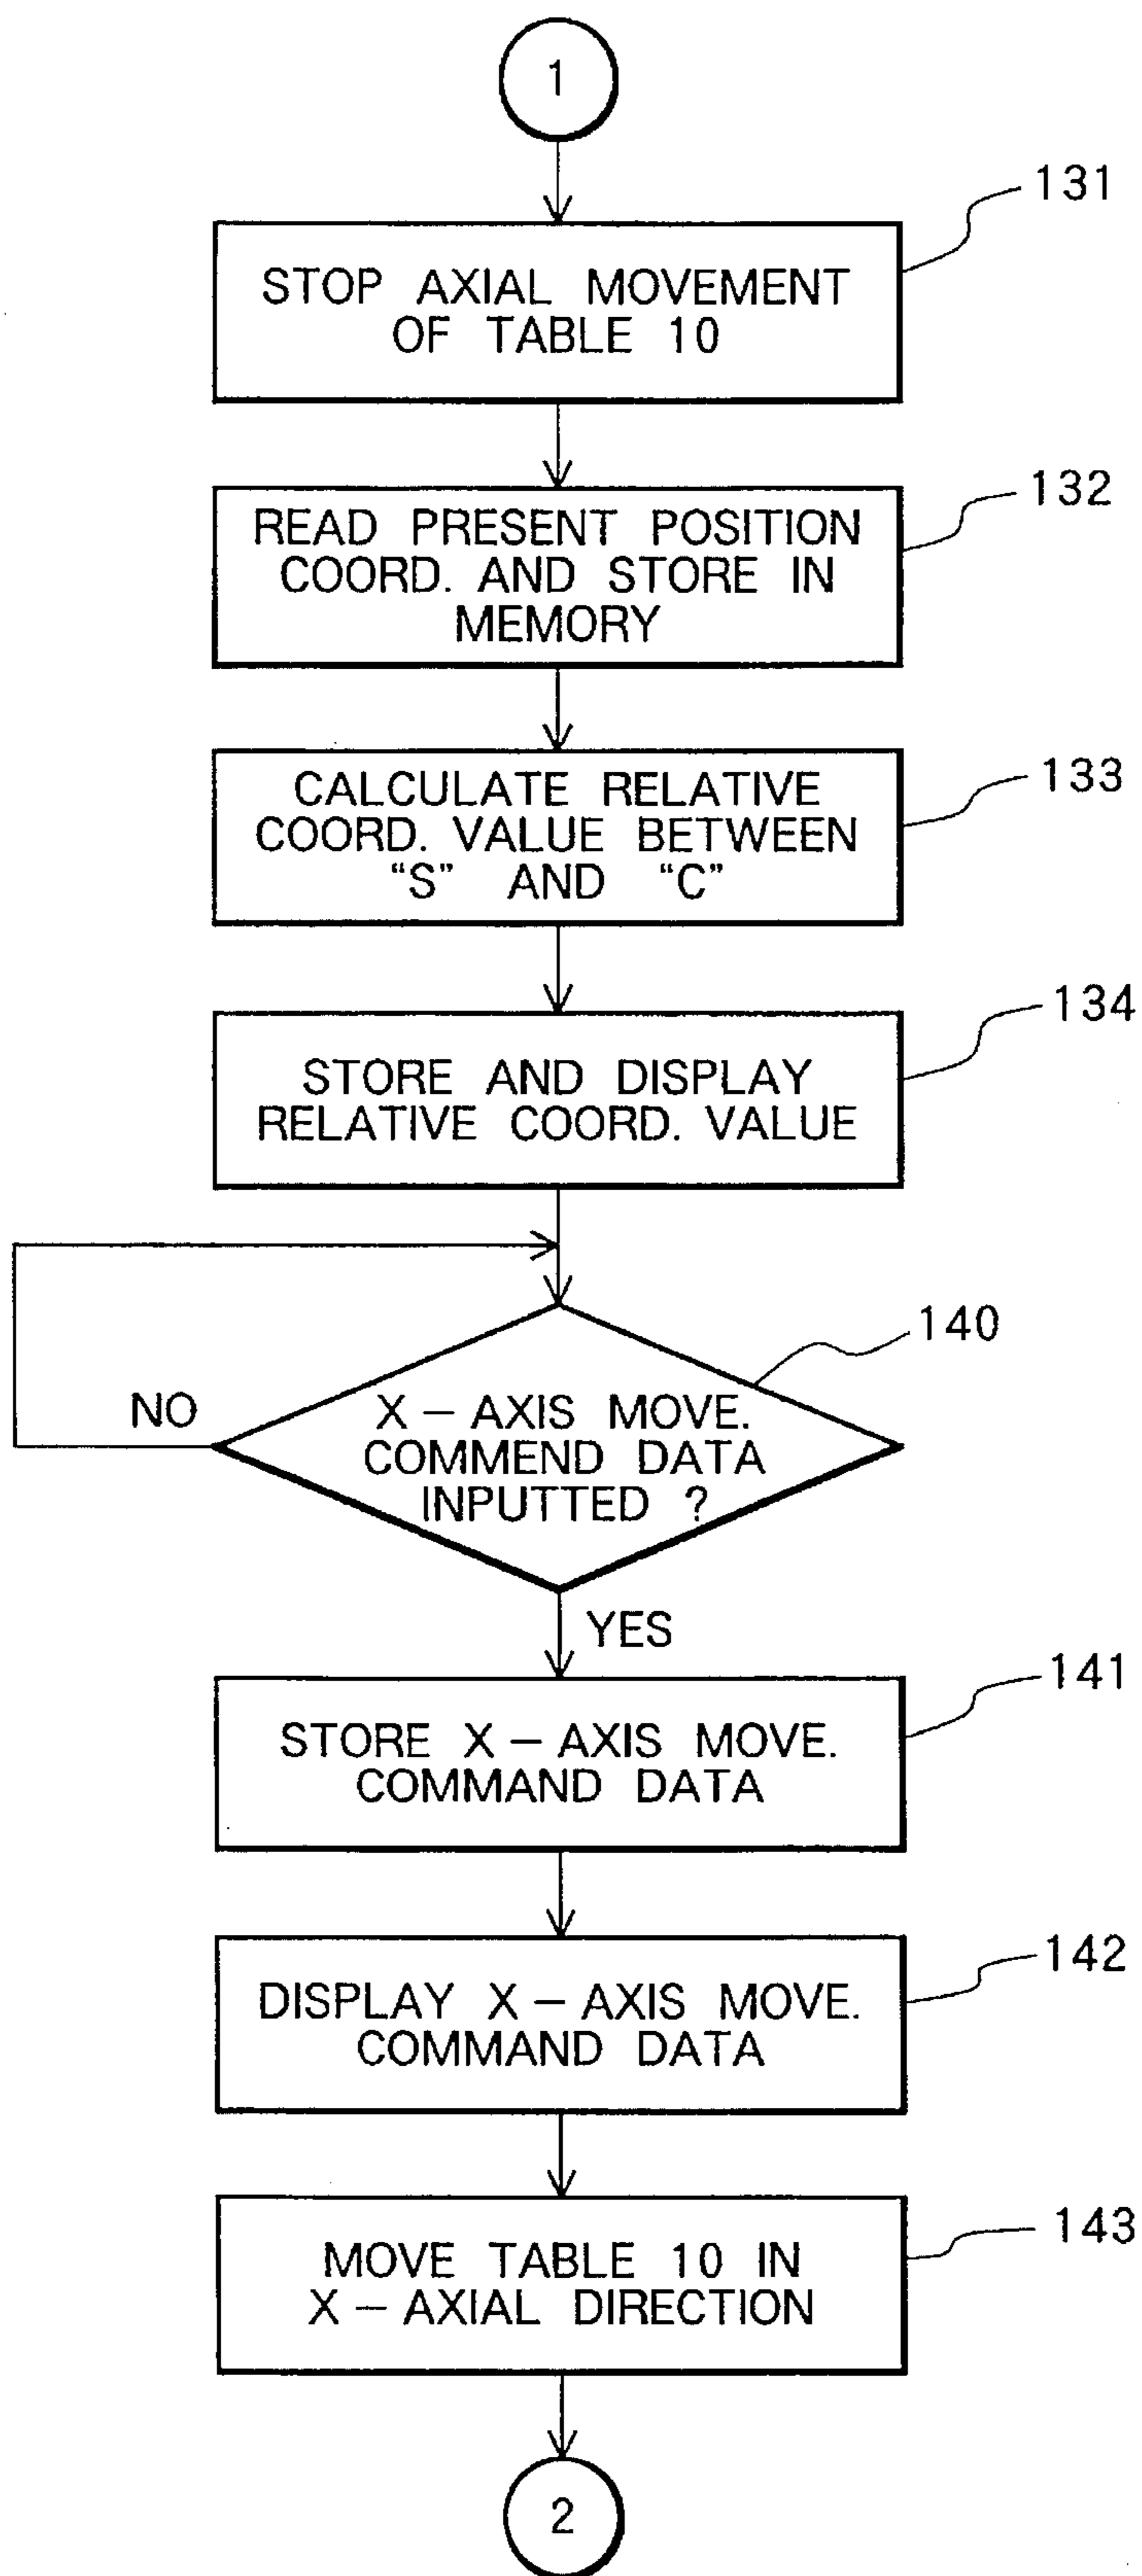 1
131
STOP AXIAL MOVEMENT
OF TABLE 10
132
READ PRESENT POSITION
COORD. AND STORE IN
MEMORY
133
CALCULATE RELATIVE
COORD. VALUE BETWEEN
“S” AND “C”
134
STORE AND DISPLAY
RELATIVE COORD. VALUE
140
NO
X – AXIS MOVE.
COMMEND DATA
INPUTTED ?
YES
141
STORE X – AXIS MOVE.
COMMAND DATA
142
DISPLAY X – AXIS MOVE.
COMMAND DATA
143
MOVE TABLE 10 IN
X – AXIAL DIRECTION
2